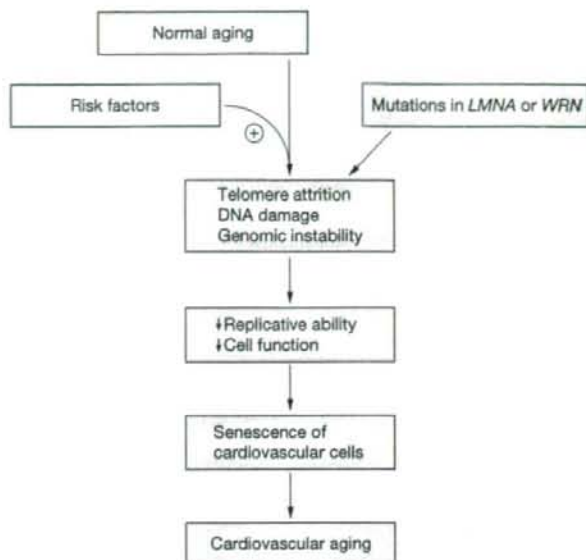 Normal aging
Risk factors
Mutations in LMNA or WRN
+
Telomere attrition
DNA damage
Genomic instability
↓Replicative ability
↓Cell function
Senescence of
cardiovascular cells
Cardiovascular aging